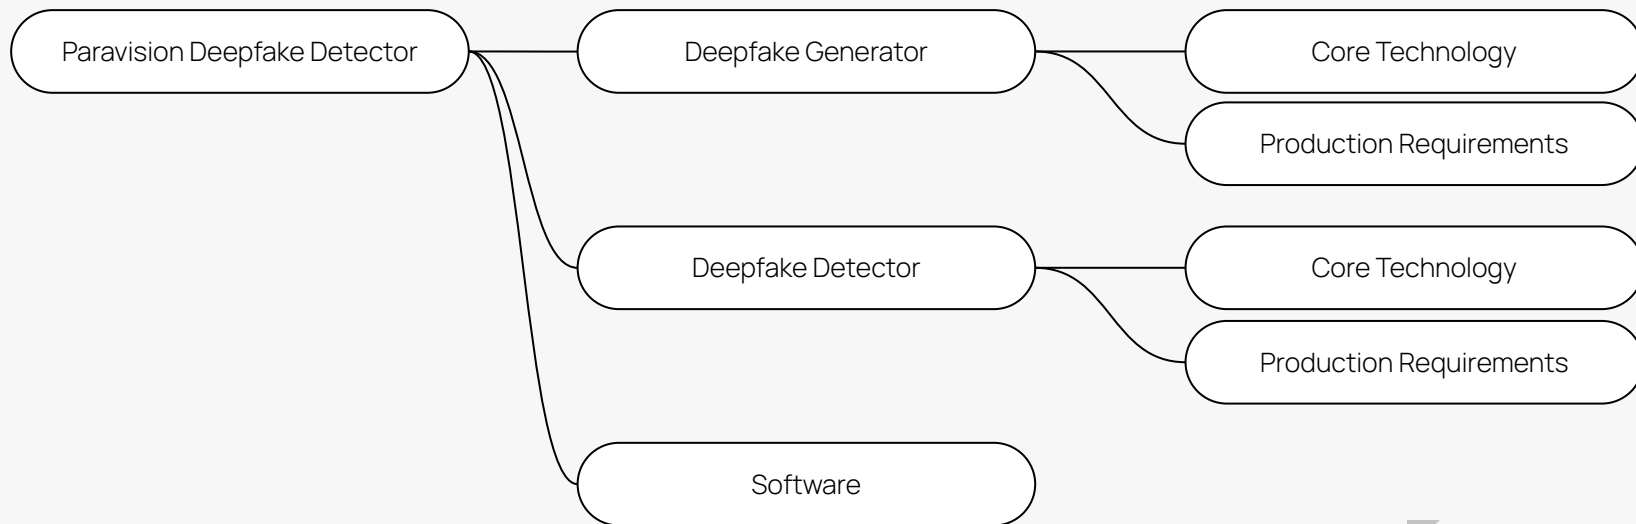 Paravision Deepfake Detector
Deepfake Generator
Core Technology
Production Requirements
Deepfake Detector
Core Technology
Production Requirements
Software